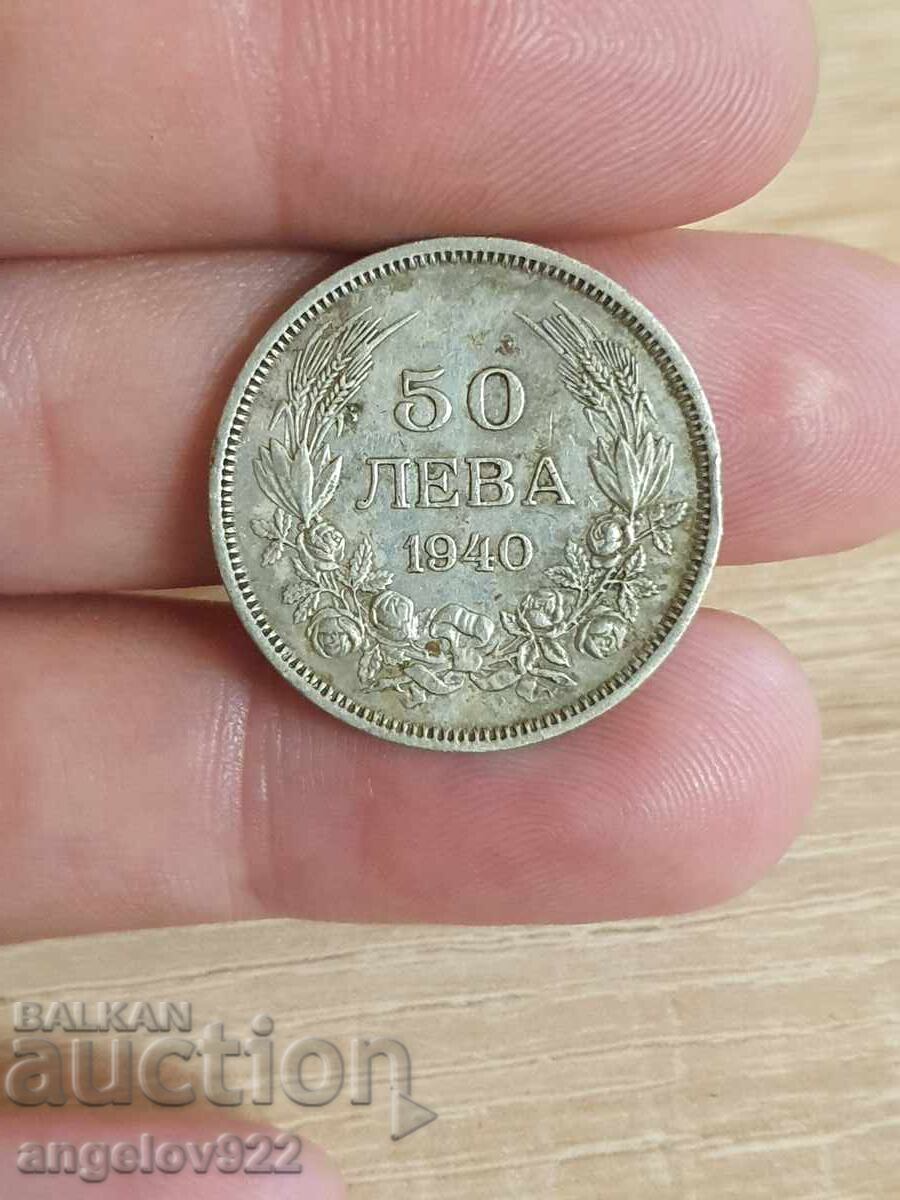 50
ЛЕВА
1940
BALKAN
auction
angelov922